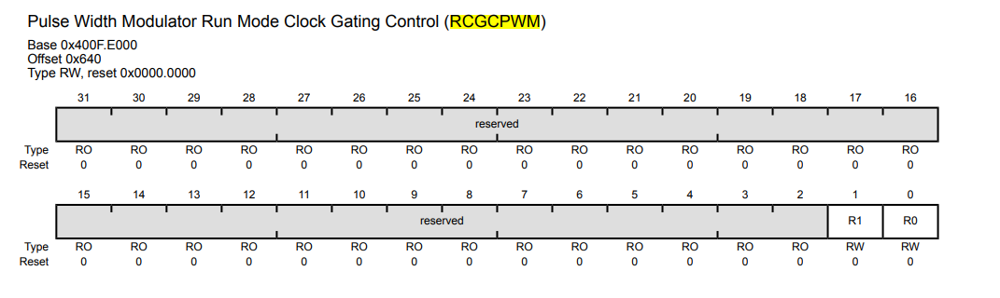 Pulse Width Modulator Run Mode Clock Gating Control (RCGCPWM)
Base 0x400F.E000
Offset 0x640
Type RW, reset 0x0000.0000
31 30 29 28 27 26 25 24 23 22 21 20 19 18 17 16
reserved
Type RO RO RO RO RO RO RO RO RO RO RO RO RO RO RO RO
Reset 0 0 0 0 0 0 0 0 0 0 0 0 0 0 0 0
15 14 13 12 11 10 9 8 7 6 5 4 3 2 1 0
reserved R1 R0
Type RO RO RO RO RO RO RO RO RO RO RO RO RO RO RW RW
Reset 0 0 0 0 0 0 0 0 0 0 0 0 0 0 0 0